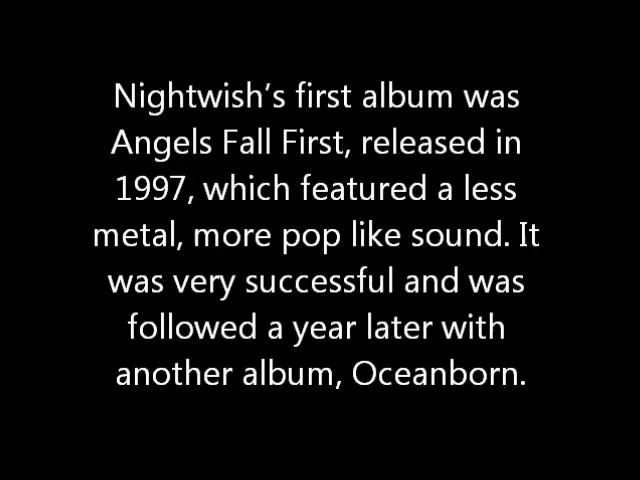 Nightwish’s first album was
Angels Fall First, released in
1997, which featured a less
metal, more pop like sound. It
was very successful and was
followed a year later with
another album, Oceanborn.